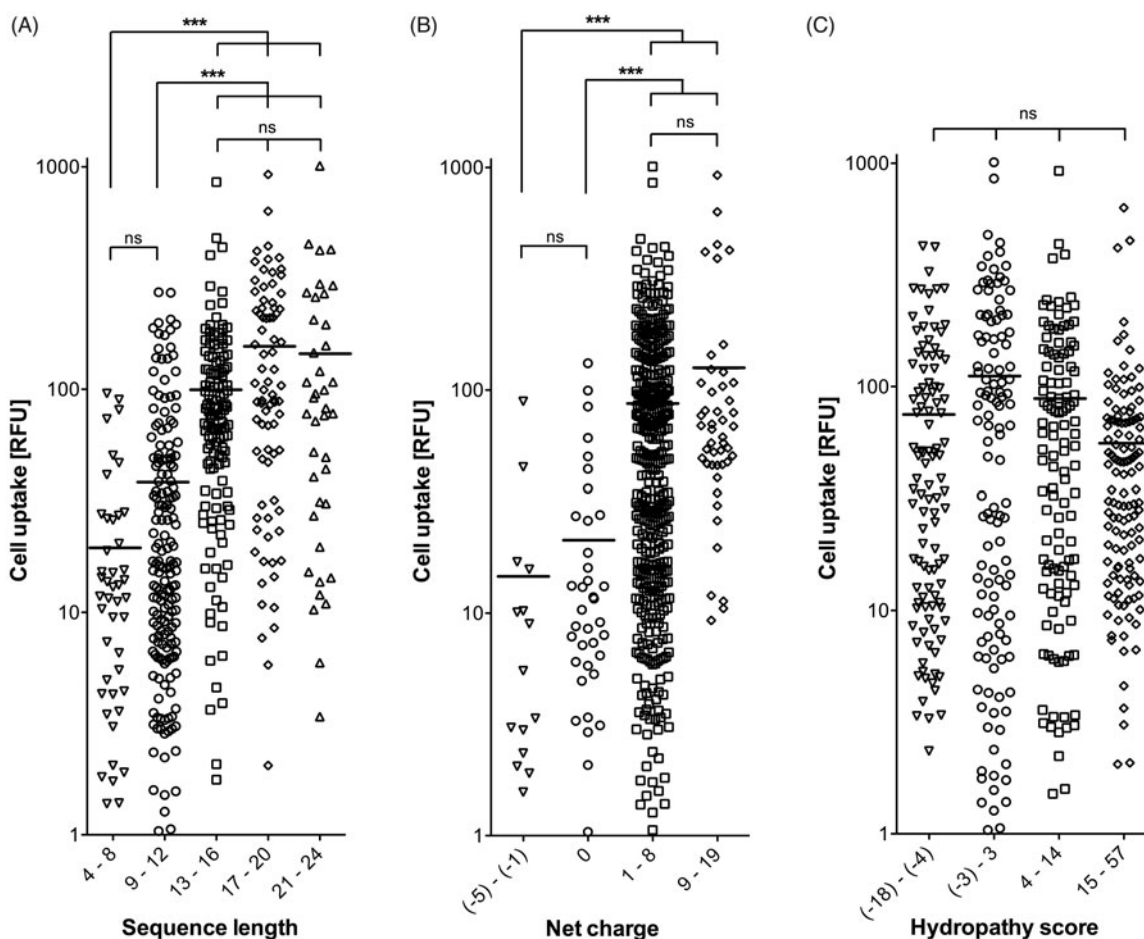 (A)
***
***
ns
ns
1000
100
10
1
Cell uptake [RFU]
4 - 8
9 - 12
13 - 16
17 - 20
21 - 24
Sequence length
(B)
***
***
ns
ns
1000
100
10
1
Cell uptake [RFU]
(-5) - (-1)
0
1 - 8
9 - 19
Net charge
(C)
ns
1000
100
10
1
Cell uptake [RFU]
(-18) - (-4)
(-3) - 3
4 - 14
15 - 57
Hydropathy score